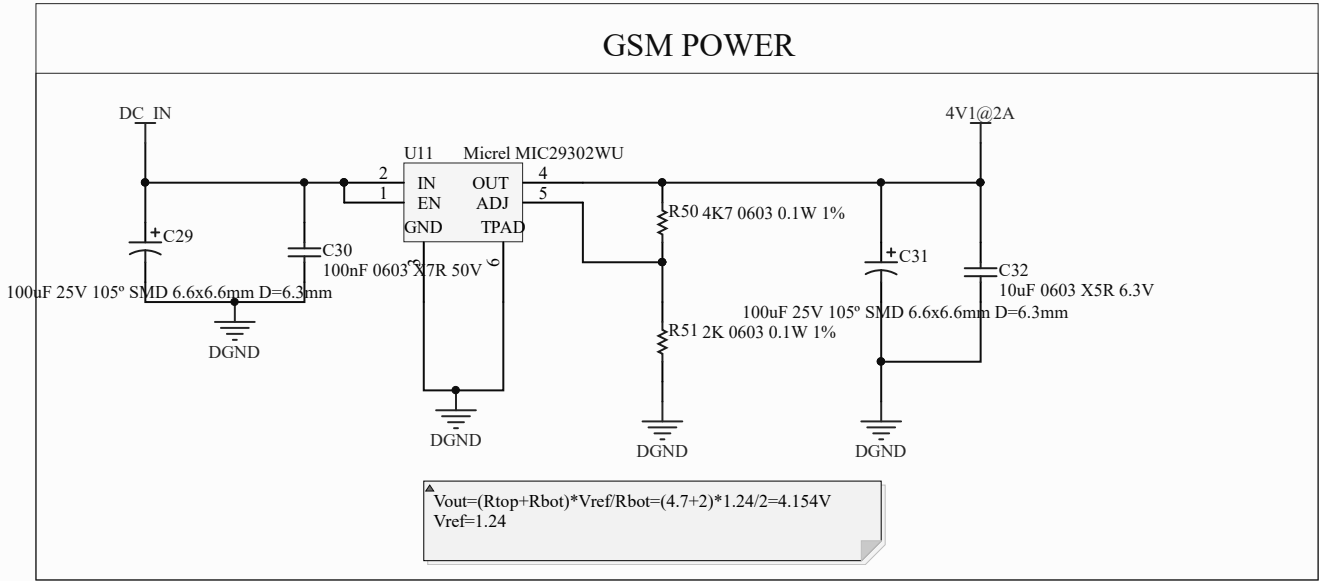 GSM POWER
DC_IN
4V1@2A
U11 Micrel MIC29302WU
2 IN OUT 4
1 EN ADJ 5
GND TPAD
3 6
C29
100uF 25V 105º SMD 6.6x6.6mm D=6.3mm
C30
100nF 0603 X7R 50V
R50 4K7 0603 0.1W 1%
R51 2K 0603 0.1W 1%
C31
100uF 25V 105º SMD 6.6x6.6mm D=6.3mm
C32
10uF 0603 X5R 6.3V
DGND
DGND
DGND
DGND
Vout=(Rtop+Rbot)*Vref/Rbot=(4.7+2)*1.24/2=4.154V
Vref=1.24